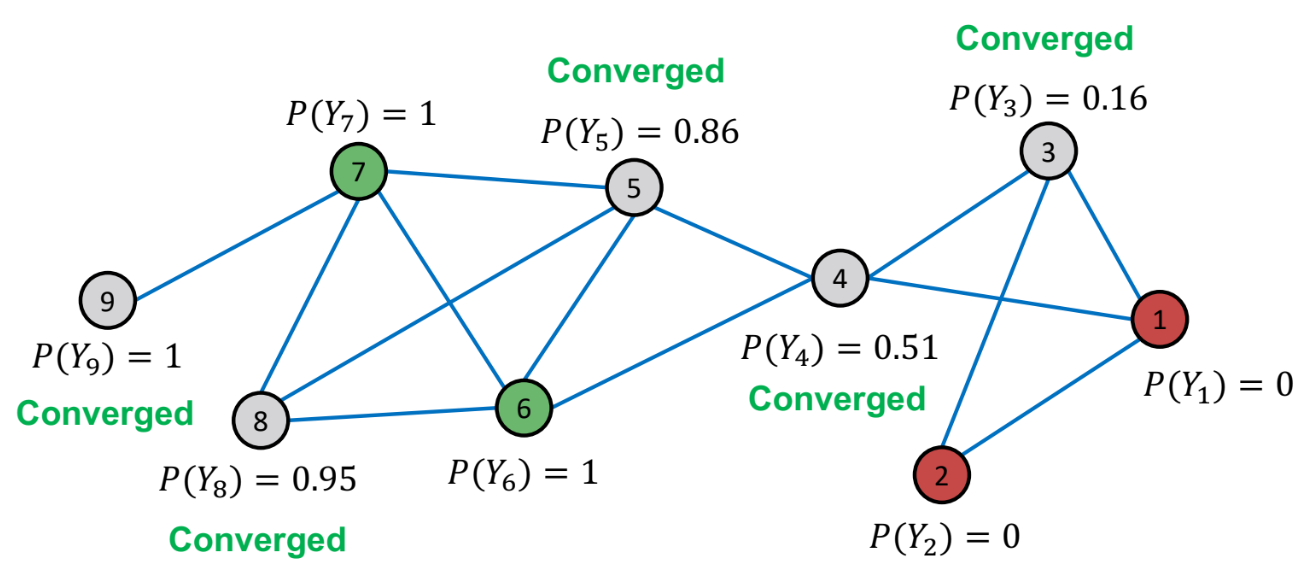 Converged
P(Y₃) = 0.16
Converged
P(Y₅) = 0.86
P(Y₇) = 1
7
5
3
4
9
1
P(Y₉) = 1
Converged
P(Y₄) = 0.51
Converged
P(Y₁) = 0
8
6
P(Y₈) = 0.95
Converged
P(Y₆) = 1
2
P(Y₂) = 0